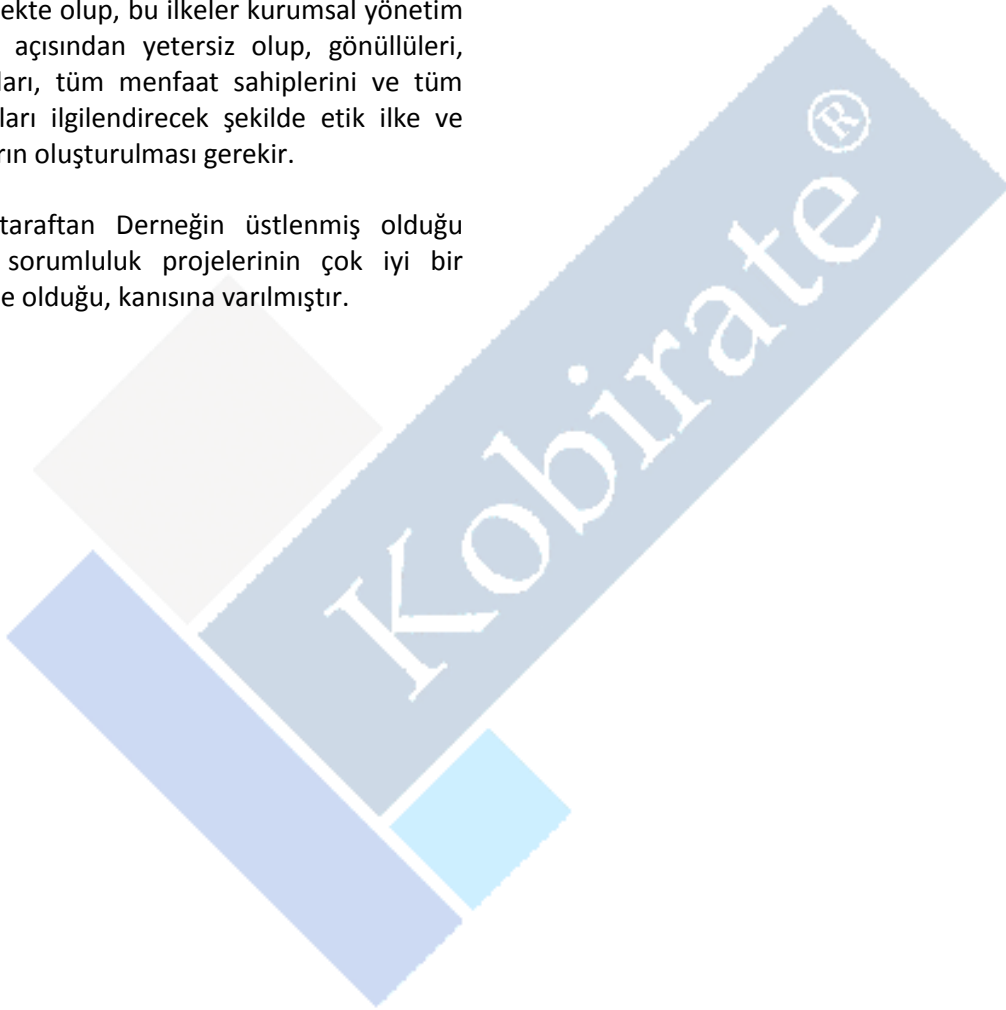 ekte olup, bu ilkeler kurumsal yönetim
açısından yetersiz olup, gönüllüleri,
ları, tüm menfaat sahiplerini ve tüm
ları ilgilendirecek şekilde etik ilke ve
rın oluşturulması gerekir.
taraftan Derneğin üstlenmiş olduğu
sorumluluk projelerinin çok iyi bir
e olduğu, kanısına varılmıştır.
Kobirate ®